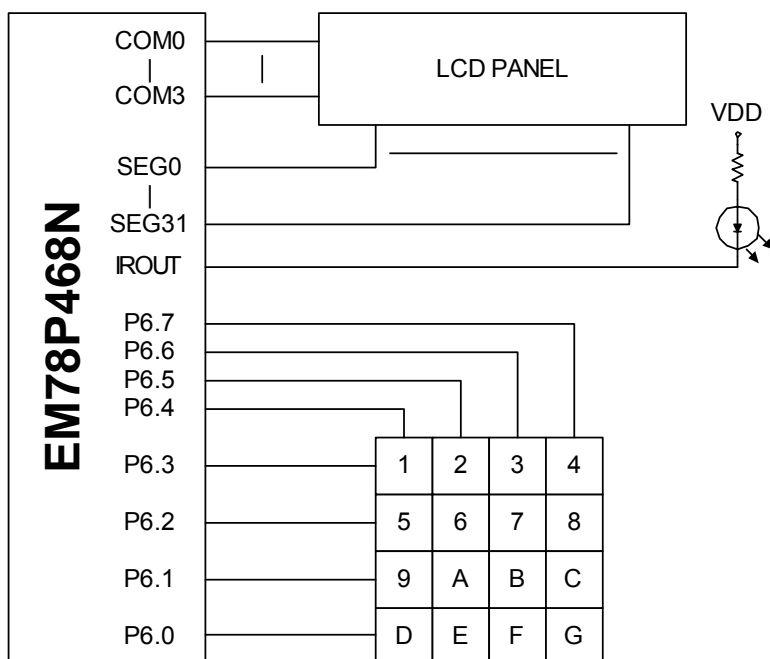 EM78P468N
COM0
COM3
SEG0
SEG31
IROUT
P6.7
P6.6
P6.5
P6.4
P6.3
P6.2
P6.1
P6.0
LCD PANEL
VDD
1 2 3 4
5 6 7 8
9 A B C
D E F G